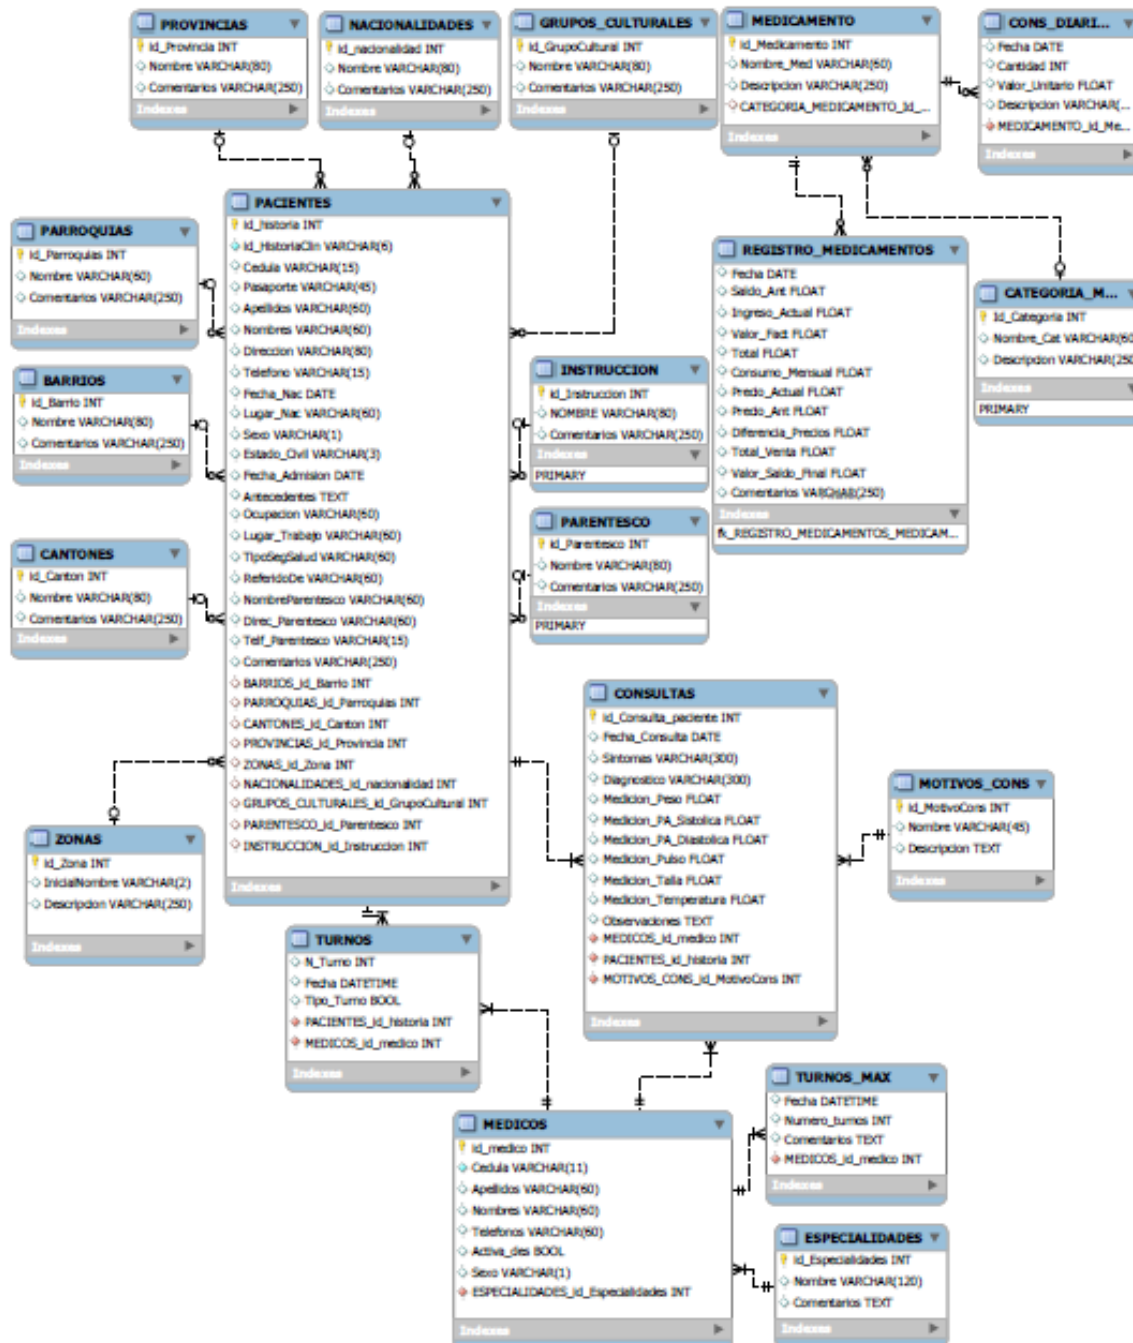 PROVINCIAS
Id_Provincia INT
Nombre VARCHAR(80)
Comentarios VARCHAR(250)
Indexes
NACIONALIDADES
id_nacionalidad INT
Nombre VARCHAR(80)
Comentarios VARCHAR(250)
Indexes
GRUPOS_CULTURALES
id_GrupoCultural INT
Nombre VARCHAR(80)
Comentarios VARCHAR(250)
Indexes
MEDICAMENTO
Id_Medicamento INT
Nombre_Med VARCHAR(60)
Descripcion VARCHAR(250)
CATEGORIA_MEDICAMENTO_Id_...
Indexes
CONS_DIARI...
Fecha DATE
Cantidad INT
Valor_Unitario FLOAT
Descripcion VARCHAR(...
MEDICAMENTO_Id_Me...
Indexes
PACIENTES
id_historia INT
Id_HistoriaClin VARCHAR(6)
Cedula VARCHAR(15)
Pasaporte VARCHAR(45)
Apellidos VARCHAR(60)
Nombres VARCHAR(60)
Direccion VARCHAR(80)
Telefono VARCHAR(15)
Fecha_Nac DATE
Lugar_Nac VARCHAR(60)
Sexo VARCHAR(1)
Estado_Civil VARCHAR(3)
Fecha_Admision DATE
Antecedentes TEXT
Ocupacion VARCHAR(60)
Lugar_Trabajo VARCHAR(60)
TipoSegSalud VARCHAR(60)
ReferidoDe VARCHAR(60)
NombreParentesco VARCHAR(60)
Direc_Parentesco VARCHAR(60)
Telf_Parentesco VARCHAR(15)
Comentarios VARCHAR(250)
BARRIOS_id_Barrio INT
PARROQUIAS_id_Parroquias INT
CANTONES_id_Canton INT
PROVINCIAS_Id_Provincia INT
ZONAS_id_Zona INT
NACIONALIDADES_id_nacionalidad INT
GRUPOS_CULTURALES_id_GrupoCultural INT
PARENTESCO_id_Parentesco INT
INSTRUCCION_id_Instruccion INT
Indexes
PARROQUIAS
id_Parroquias INT
Nombre VARCHAR(60)
Comentarios VARCHAR(250)
Indexes
BARRIOS
id_Barrio INT
Nombre VARCHAR(80)
Comentarios VARCHAR(250)
Indexes
CANTONES
id_Canton INT
Nombre VARCHAR(80)
Comentarios VARCHAR(250)
Indexes
ZONAS
id_Zona INT
InicialNombre VARCHAR(2)
Descripcion VARCHAR(250)
Indexes
INSTRUCCION
id_Instruccion INT
NOMBRE VARCHAR(80)
Comentarios VARCHAR(250)
Indexes
PRIMARY
PARENTESCO
id_Parentesco INT
Nombre VARCHAR(80)
Comentarios VARCHAR(250)
Indexes
PRIMARY
REGISTRO_MEDICAMENTOS
Fecha DATE
Saldo_Ant FLOAT
Ingreso_Actual FLOAT
Valor_Fact FLOAT
Total FLOAT
Consumo_Mensual FLOAT
Precio_Actual FLOAT
Precio_Ant FLOAT
Diferencia_Precios FLOAT
Total_Venta FLOAT
Valor_Saldo_Final FLOAT
Comentarios VARCHAR(250)
Indexes
fk_REGISTRO_MEDICAMENTOS_MEDICAM...
CATEGORIA_M...
Id_Categoria INT
Nombre_Cat VARCHAR(60
Descripcion VARCHAR(250
Indexes
PRIMARY
CONSULTAS
id_Consulta_paciente INT
Fecha_Consulta DATE
Sintomas VARCHAR(300)
Diagnostico VARCHAR(300)
Medicion_Peso FLOAT
Medicion_PA_Sistolica FLOAT
Medicion_PA_Diastolica FLOAT
Medicion_Pulso FLOAT
Medicion_Talla FLOAT
Medicion_Temperatura FLOAT
Observaciones TEXT
MEDICOS_id_medico INT
PACIENTES_id_historia INT
MOTIVOS_CONS_id_MotivoCons INT
Indexes
MOTIVOS_CONS
id_MotivoCons INT
Nombre VARCHAR(45)
Descripcion TEXT
Indexes
TURNOS
N_Turno INT
Fecha DATETIME
Tipo_Turno BOOL
PACIENTES_id_historia INT
MEDICOS_id_medico INT
Indexes
MEDICOS
id_medico INT
Cedula VARCHAR(11)
Apellidos VARCHAR(60)
Nombres VARCHAR(60)
Telefonos VARCHAR(60)
Activa_des BOOL
Sexo VARCHAR(1)
ESPECIALIDADES_id_Especialidades INT
Indexes
TURNOS_MAX
Fecha DATETIME
Numero_turnos INT
Comentarios TEXT
MEDICOS_id_medico INT
Indexes
ESPECIALIDADES
id_Especialidades INT
Nombre VARCHAR(120)
Comentarios TEXT
Indexes